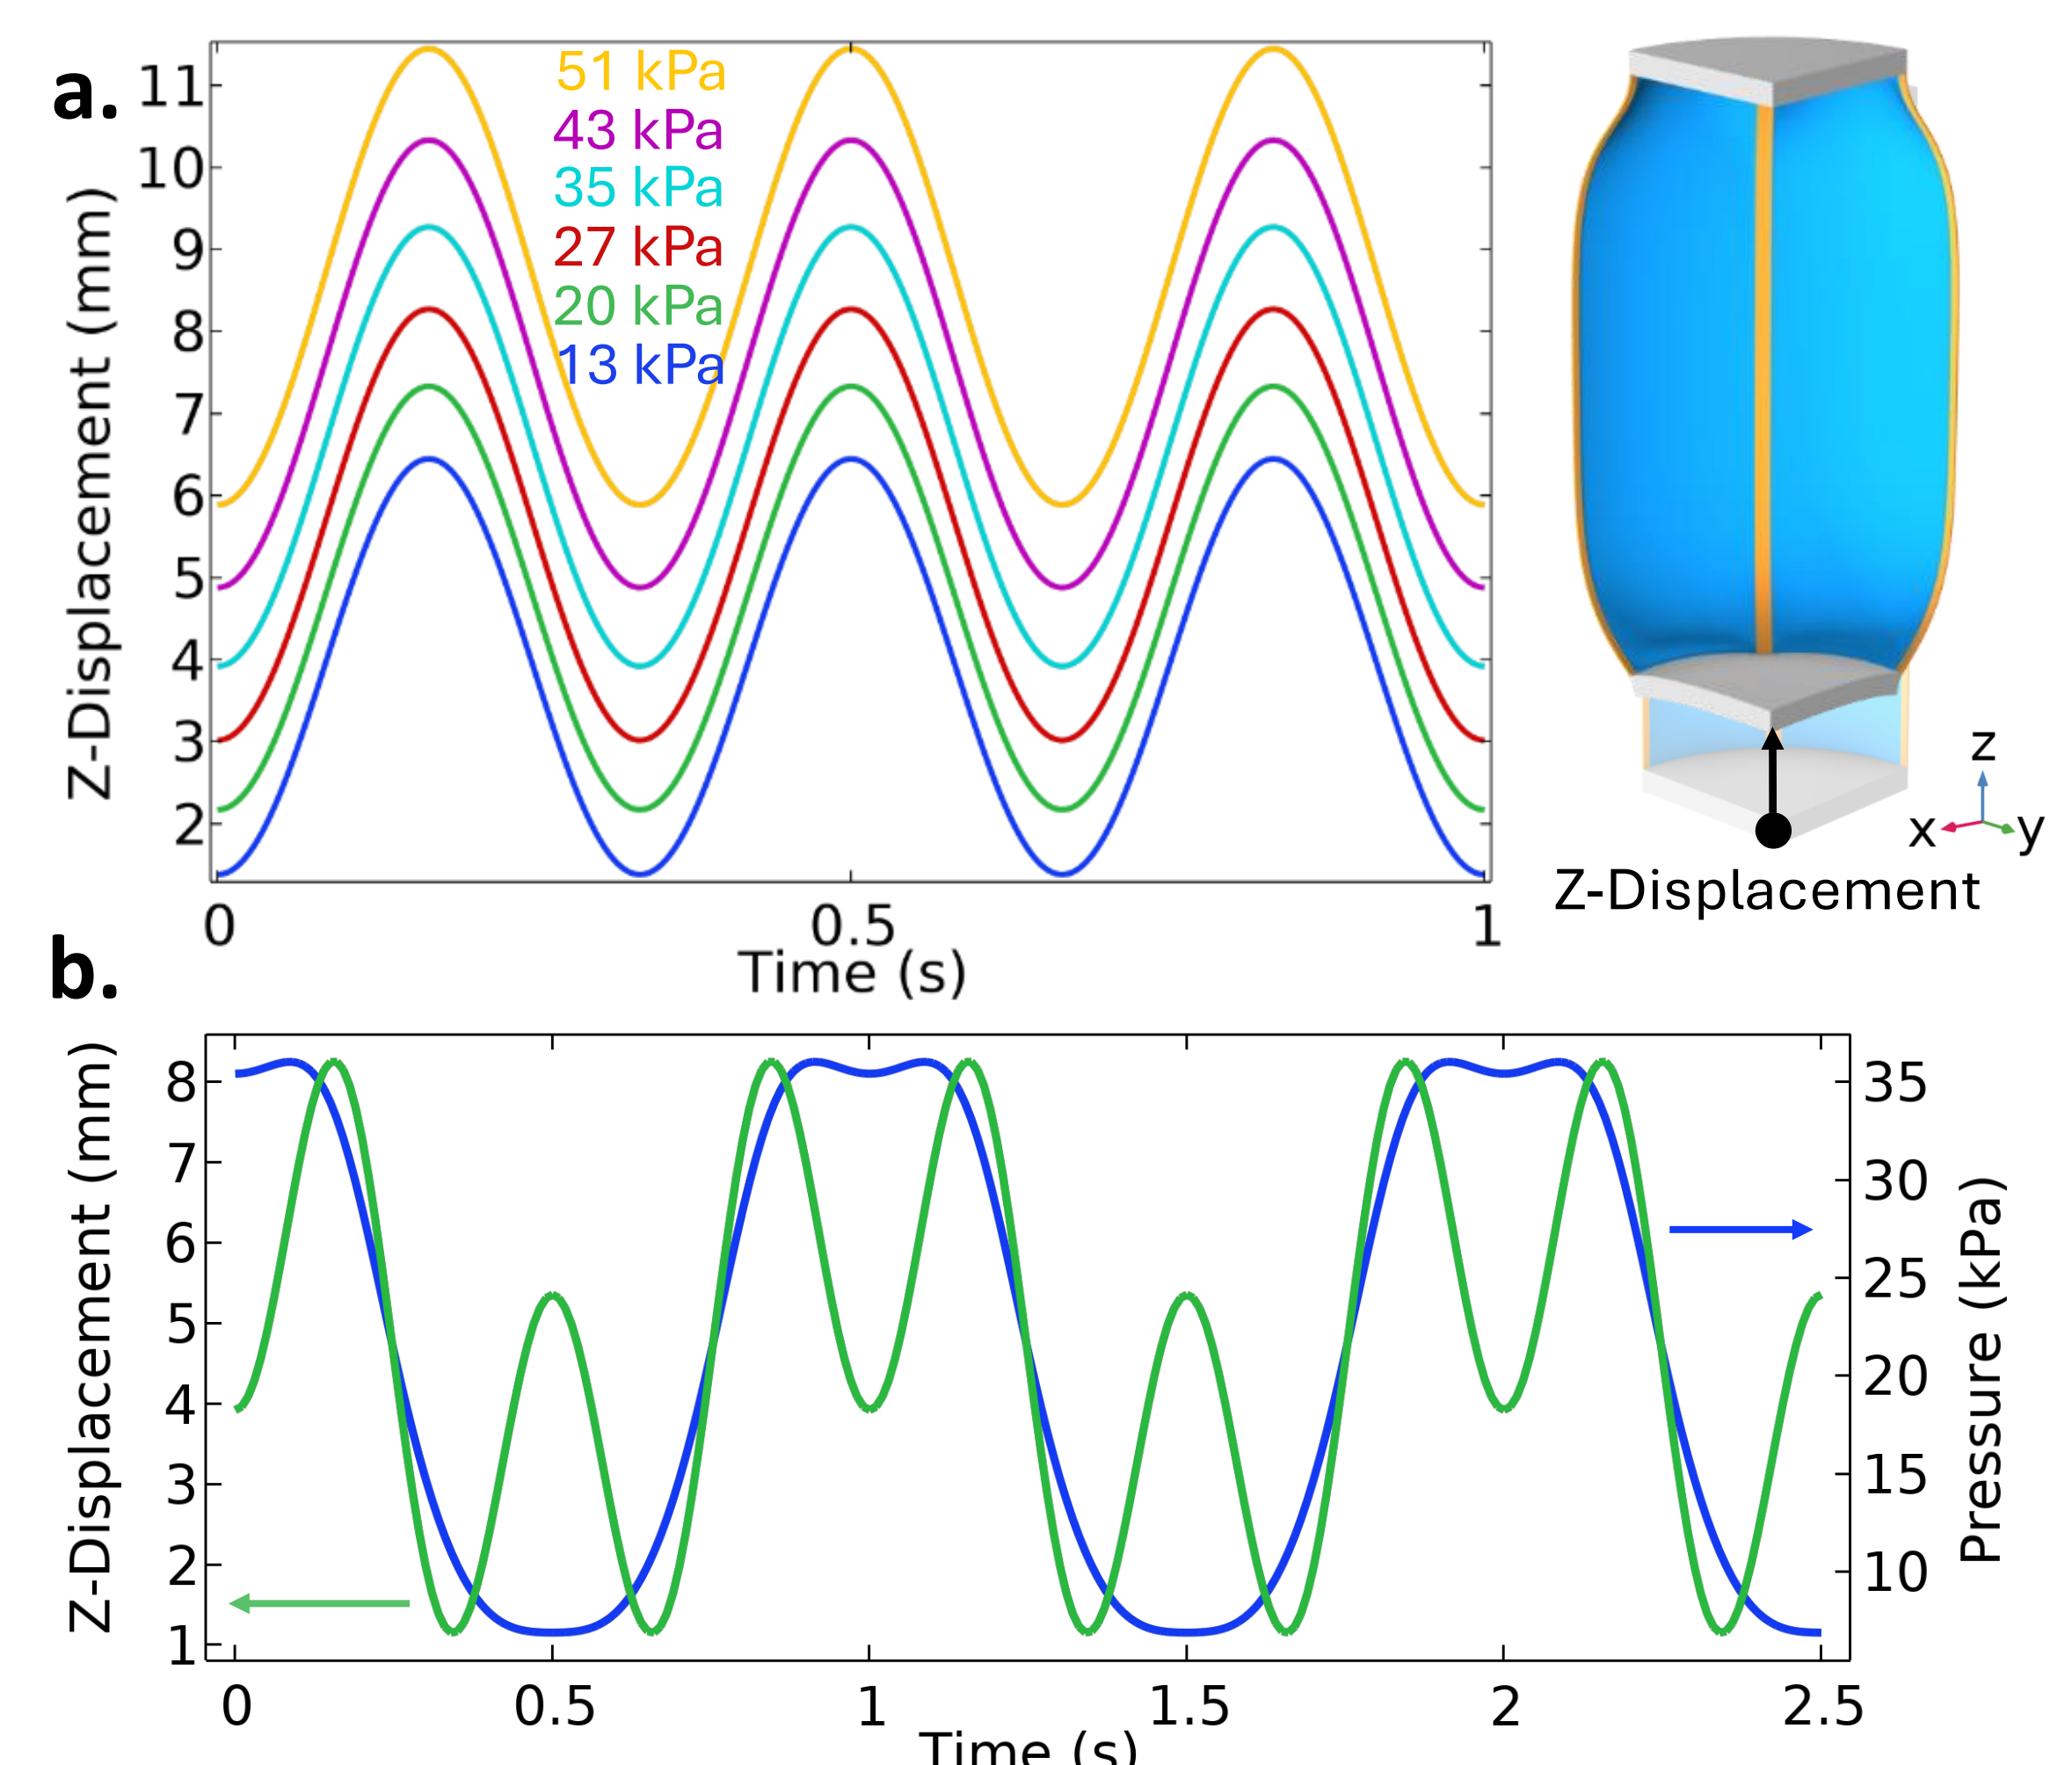 a.
Z-Displacement (mm)
11
10
9
8
7
6
5
4
3
2
51 kPa
43 kPa
35 kPa
27 kPa
20 kPa
13 kPa
0 0.5 1
Time (s)
z
x y
Z-Displacement
b.
Z-Displacement (mm)
8
7
6
5
4
3
2
1
35
30
25
20
15
10
Pressure (kPa)
0 0.5 1 1.5 2 2.5
Time (s)